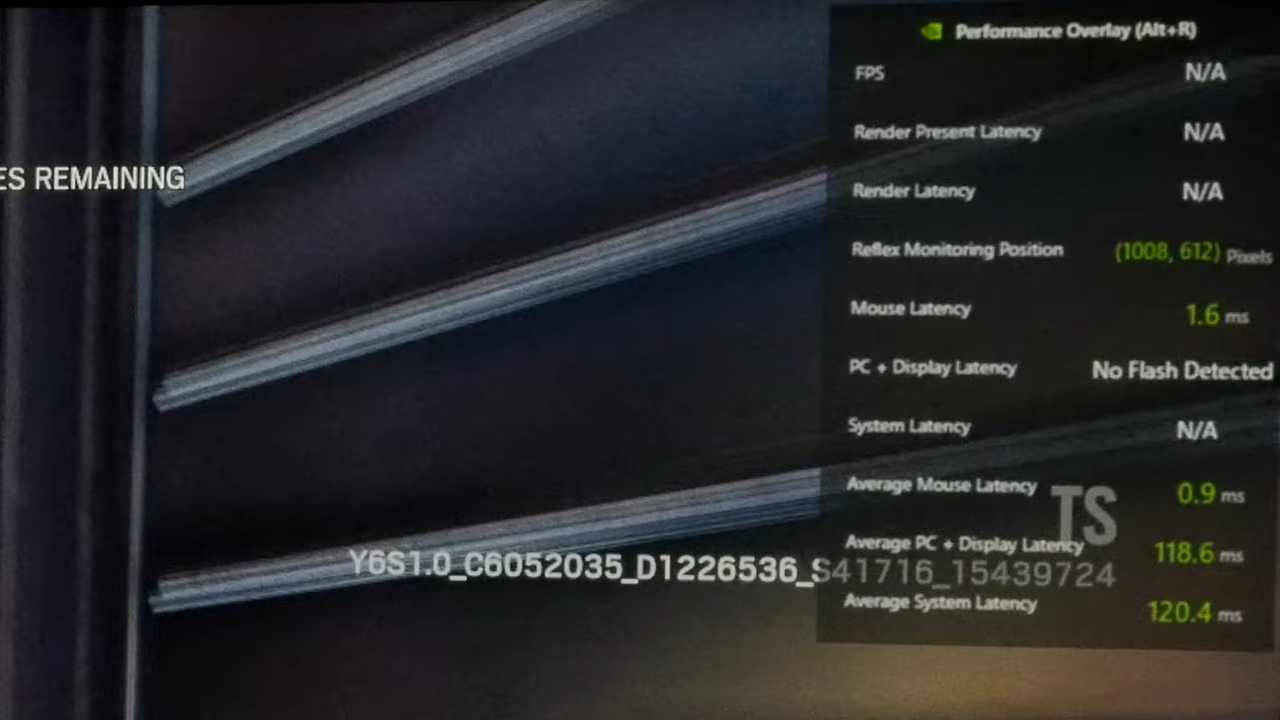 Performance Overlay (Alt+R)
FPS N/A
Render Present Latency N/A
ES REMAINING
Render Latency N/A
Reflex Monitoring Position (1008, 612) Pixels
Mouse Latency 1.6 ms
PC + Display Latency No Flash Detected
System Latency N/A
Average Mouse Latency 0.9 ms
TS
Average PC + Display Latency 118.6 ms
Y6S1.0_C6052035_D1226536_S41716_15439724
Average System Latency 120.4 ms